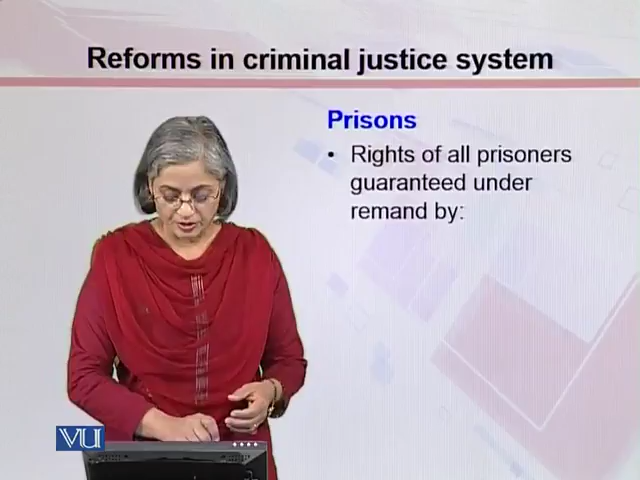 Reforms in criminal justice system
Prisons
• Rights of all prisoners
guaranteed under
remand by:
VU